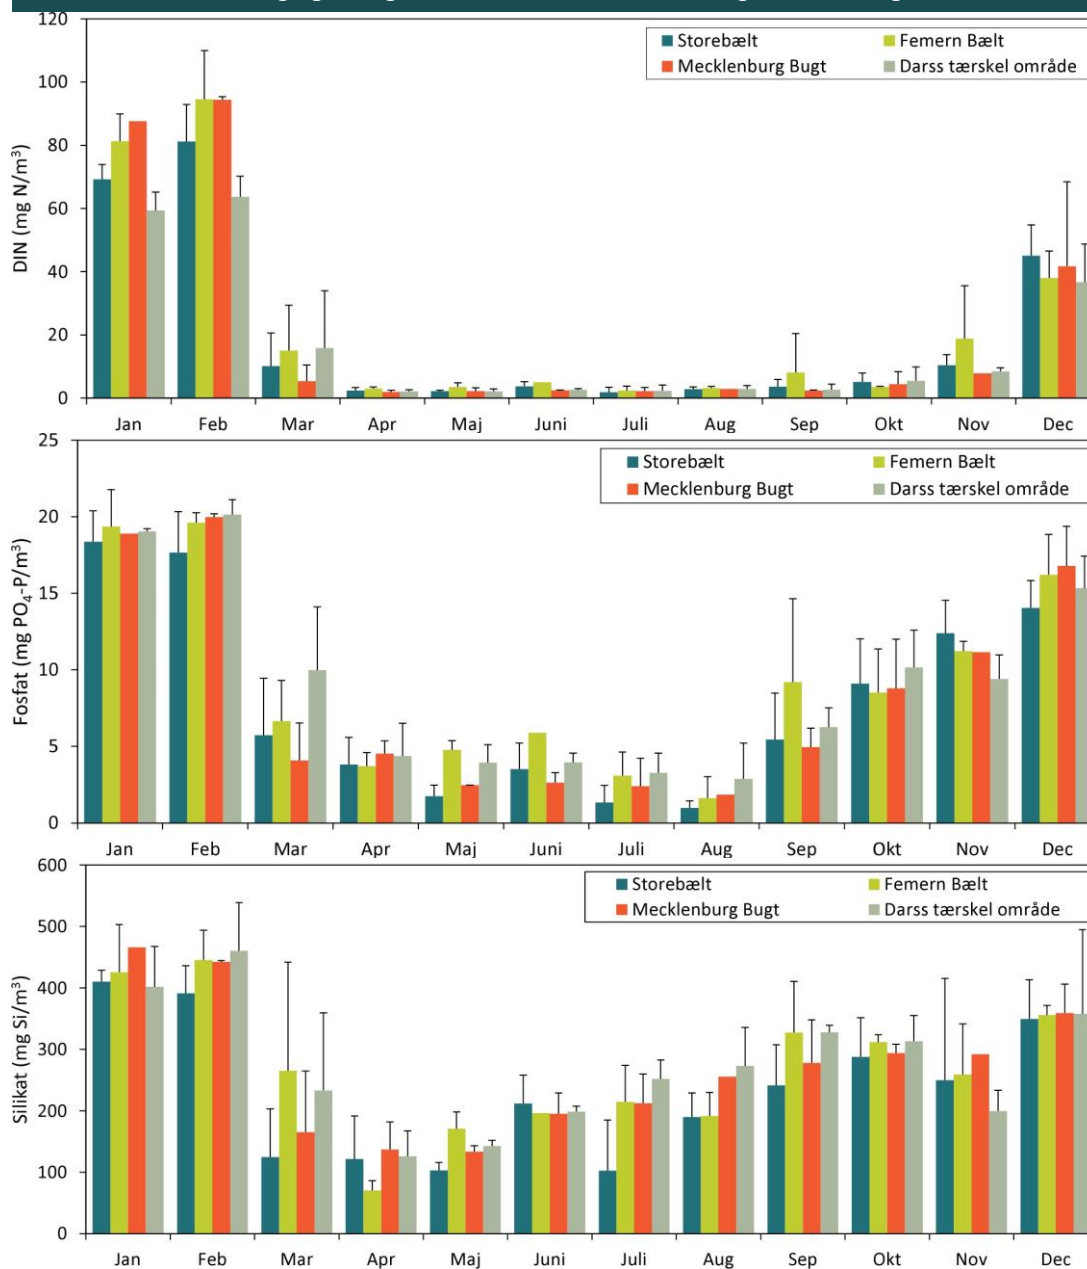 Storebælt Femern Bælt
Mecklenburg Bugt Darss tærskel område
DIN (mg N/m³)
120
100
80
60
40
20
0
Jan Feb Mar Apr Maj Juni Juli Aug Sep Okt Nov Dec
Storebælt Femern Bælt
Mecklenburg Bugt Darss tærskel område
Fosfat (mg PO₄-P/m³)
25
20
15
10
5
0
Jan Feb Mar Apr Maj Juni Juli Aug Sep Okt Nov Dec
Storebælt Femern Bælt
Mecklenburg Bugt Darss tærskel område
Silikat (mg Si/m³)
600
500
400
300
200
100
0
Jan Feb Mar Apr Maj Juni Juli Aug Sep Okt Nov Dec